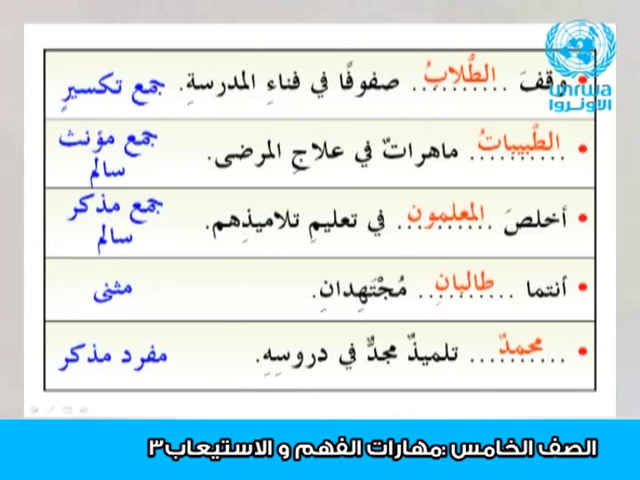 unrwa
الأونروا
وقفَ الطُّلابُ صفوفًا في فناءِ المدرسةِ. جمع تكسيرٍ
الطَّبيباتُ ماهراتٌ في علاجِ المرضى. جمع مؤنث سالم
أخلصَ المعلمون في تعليمِ تلاميذِهم. جمع مذكر سالم
أنتما طالبانِ مُجْتَهِدانِ. مثنى
محمدٌ تلميذٌ مجدٌّ في دروسِهِ. مفرد مذكر
الصف الخامس :مهارات الفهم و الاستيعاب٣